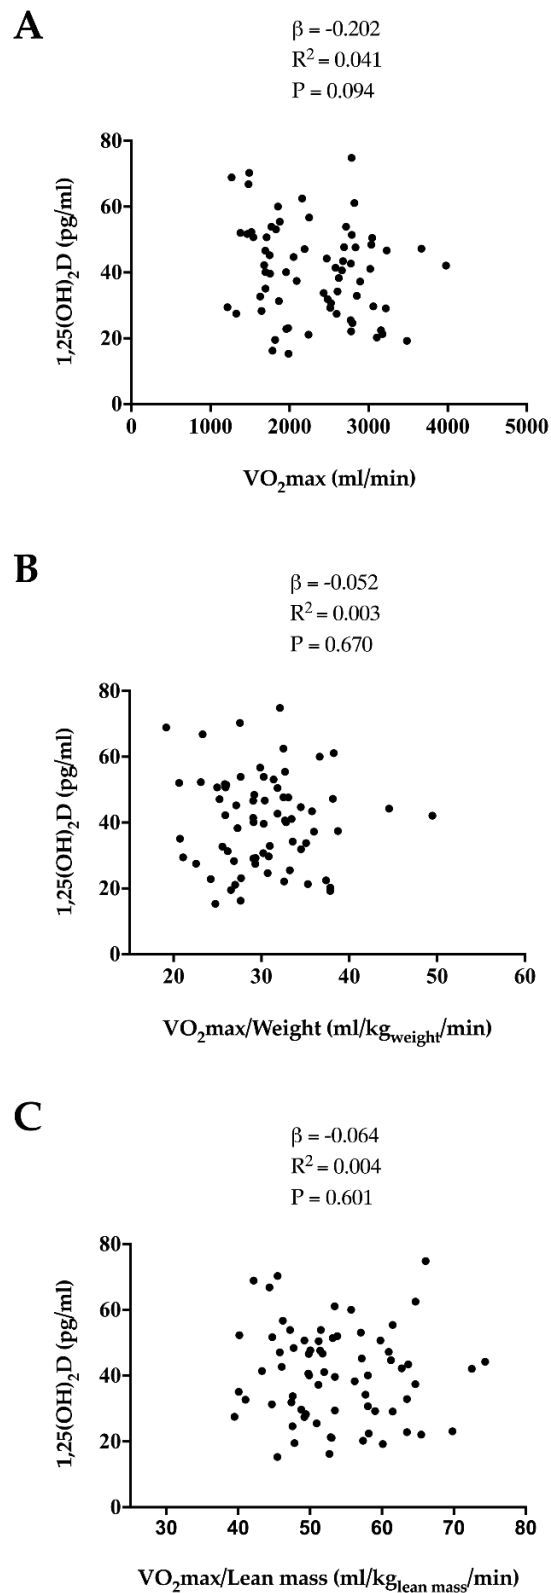 A
β = -0.202
R² = 0.041
P = 0.094
80
60
40
20
0
1,25(OH)₂D (pg/ml)
0 1000 2000 3000 4000 5000
VO₂max (ml/min)
B
β = -0.052
R² = 0.003
P = 0.670
80
60
40
20
0
1,25(OH)₂D (pg/ml)
20 30 40 50 60
VO₂max/Weight (ml/kg weight/min)
C
β = -0.064
R² = 0.004
P = 0.601
80
60
40
20
0
1,25(OH)₂D (pg/ml)
30 40 50 60 70 80
VO₂max/Lean mass (ml/kg lean mass/min)